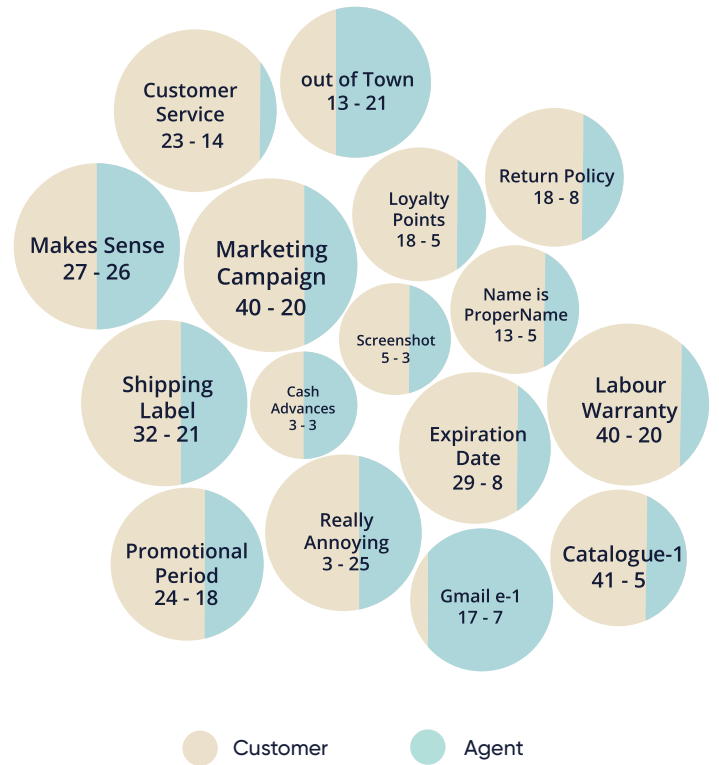 Customer
Service
23 - 14
out of Town
13 - 21
Return Policy
18 - 8
Loyalty
Points
18 - 5
Makes Sense
27 - 26
Marketing
Campaign
40 - 20
Name is
ProperName
13 - 5
Screenshot
5 - 3
Shipping
Label
32 - 21
Cash
Advances
3 - 3
Labour
Warranty
40 - 20
Expiration
Date
29 - 8
Really
Annoying
3 - 25
Promotional
Period
24 - 18
Catalogue-1
41 - 5
Gmail e-1
17 - 7
Customer
Agent